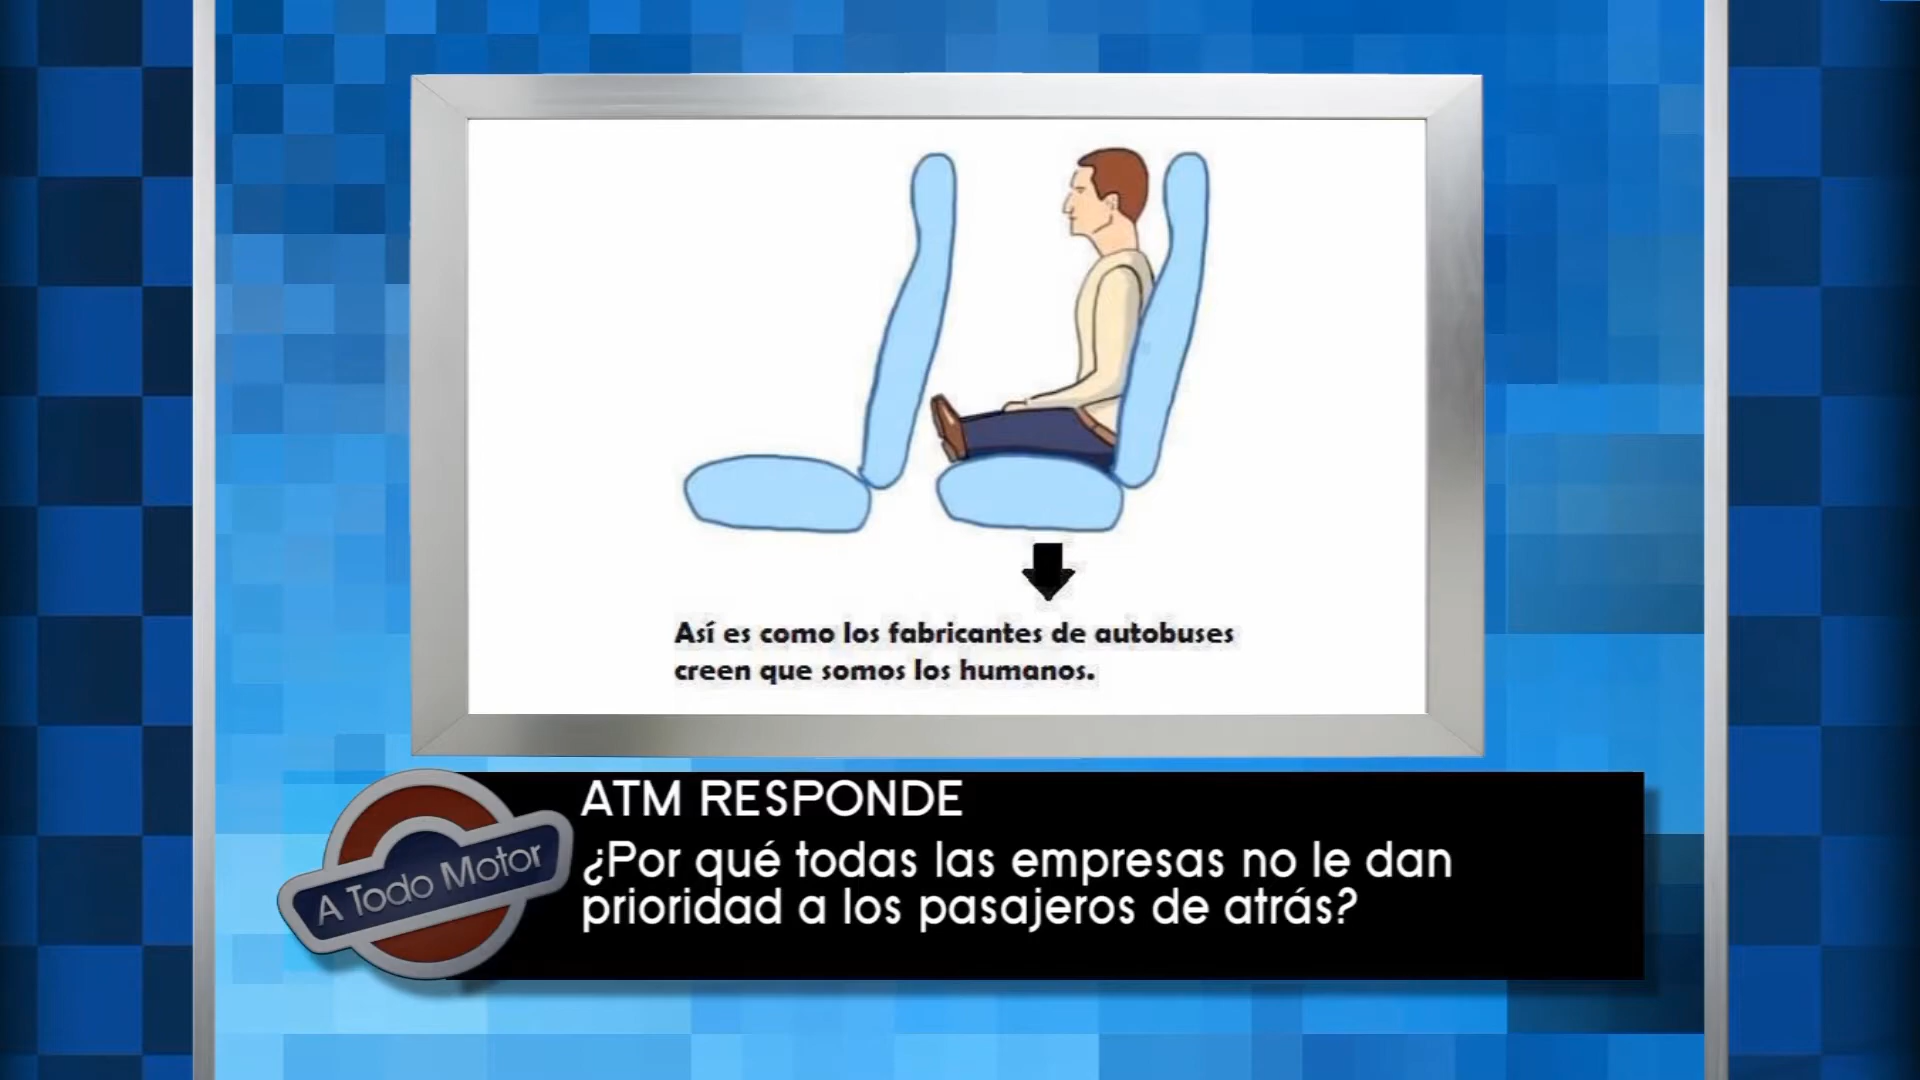 Así es como los fabricantes de autobuses
creen que somos los humanos.
ATM RESPONDE
A Todo Motor
¿Por qué todas las empresas no le dan
prioridad a los pasajeros de atrás?